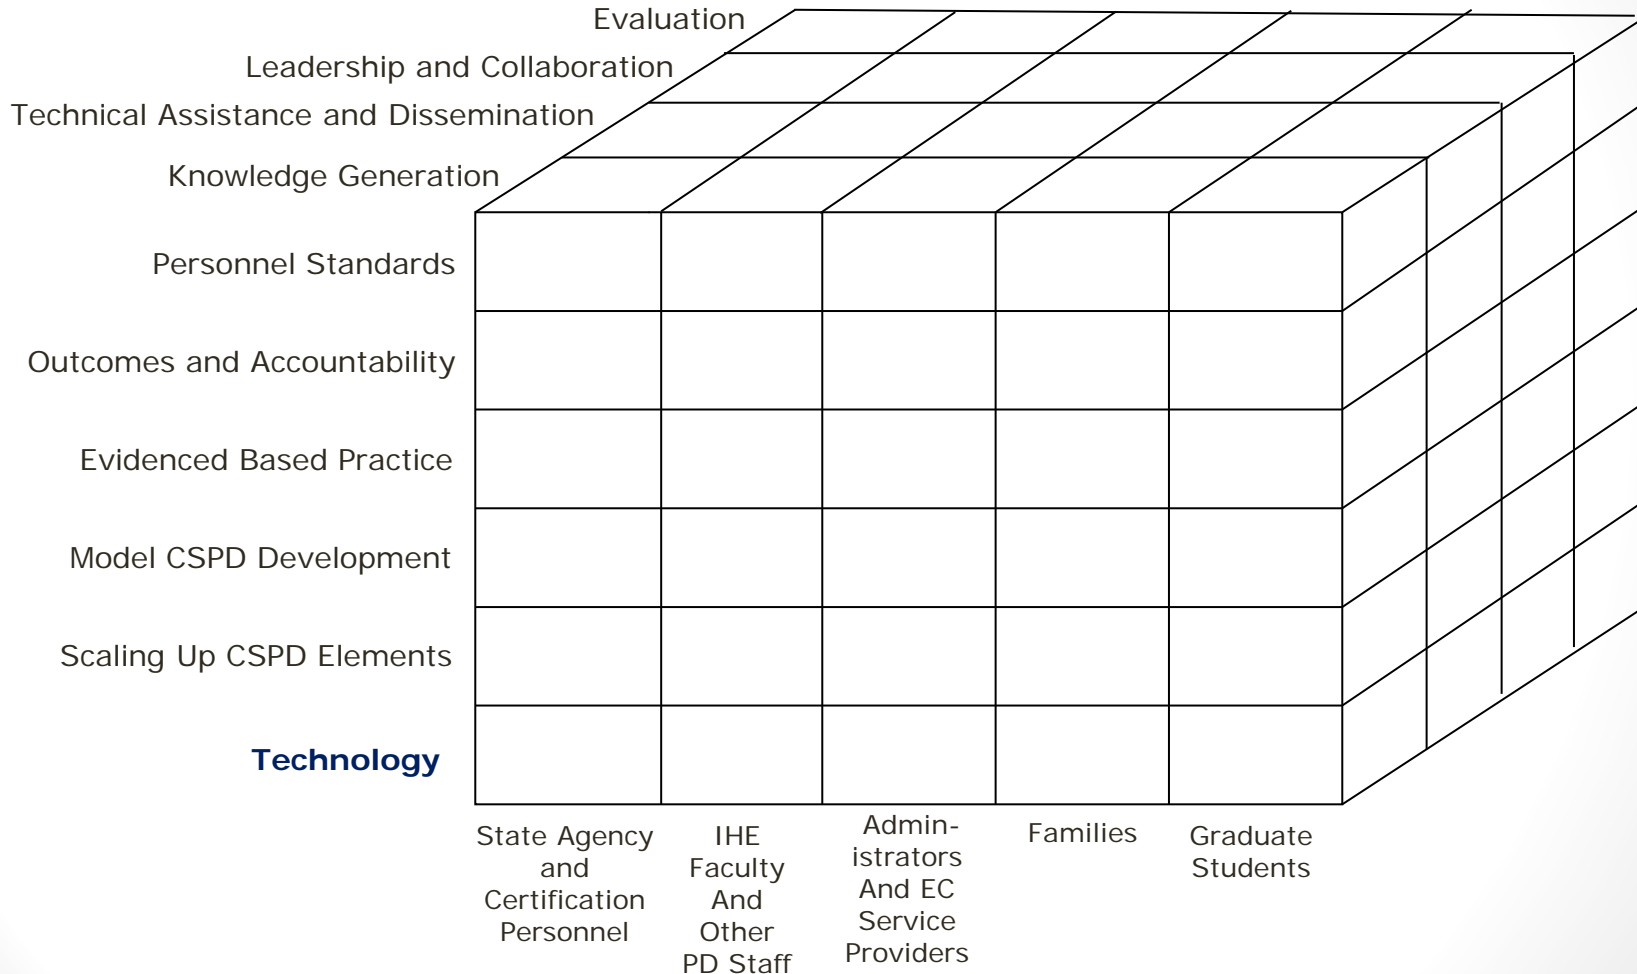 Evaluation
Leadership and Collaboration
Technical Assistance and Dissemination
Knowledge Generation
Personnel Standards
Outcomes and Accountability
Evidenced Based Practice
Model CSPD Development
Scaling Up CSPD Elements
Technology
State Agency
and
Certification
Personnel
IHE
Faculty
And
Other
PD Staff
Admin-
istrators
And EC
Service
Providers
Families
Graduate
Students